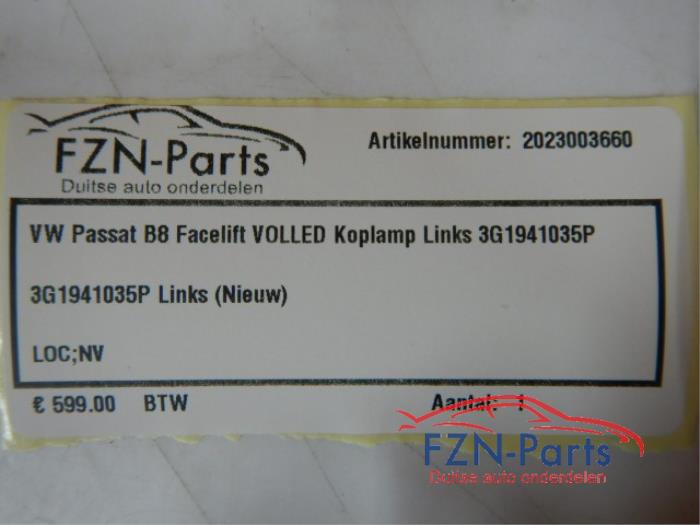 FZN-Parts
Duitse auto onderdelen
Artikelnummer: 2023003660
VW Passat B8 Facelift VOLLED Koplamp Links 3G1941035P
3G1941035P Links (Nieuw)
LOC;NV
€ 599.00 BTW Aantal: 1
FZN-Parts
Duitse auto onderdelen